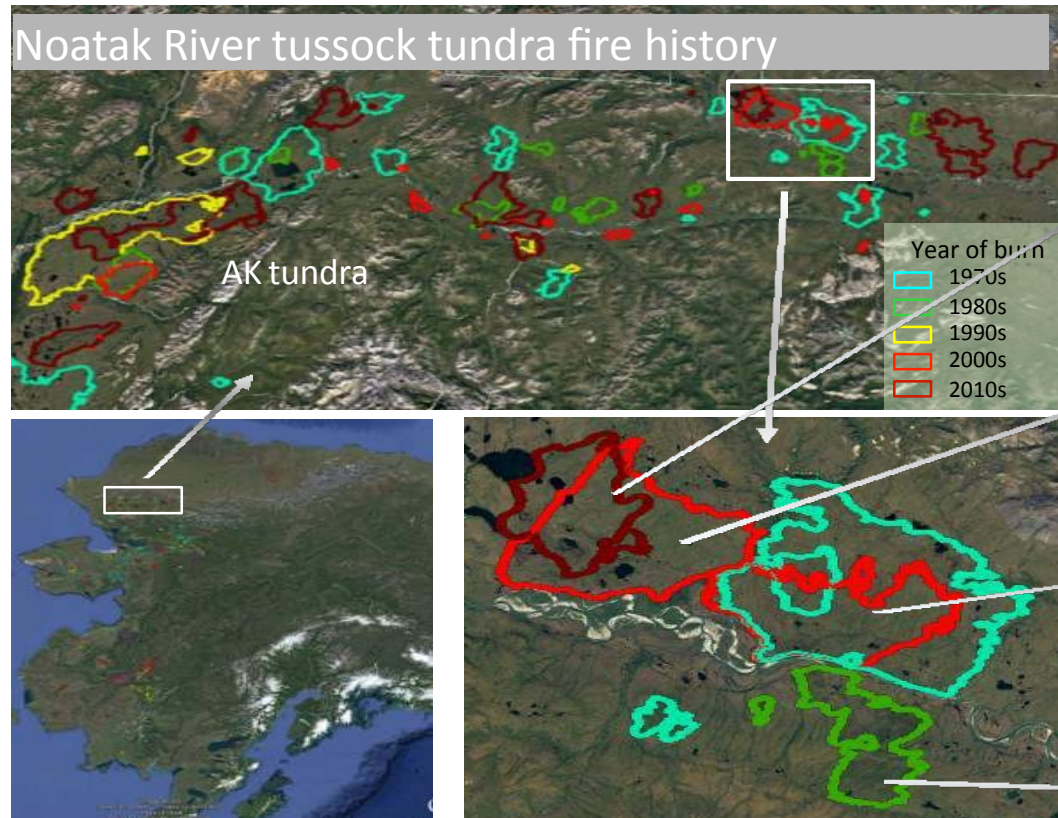 Noatak River tussock tundra fire history
AK tundra
Year of burn
1970s
1980s
1990s
2000s
2010s